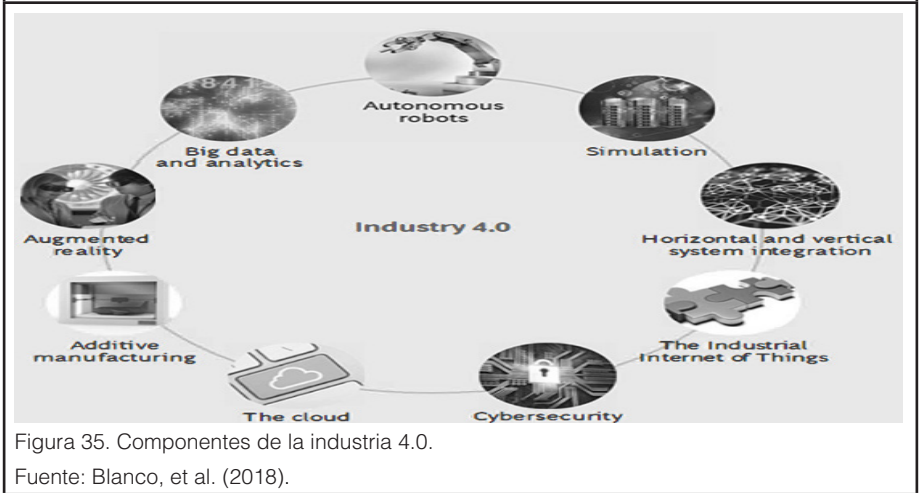 Autonomous
robots
Big data
and analytics
Simulation
Industry 4.0
Augmented
reality
Horizontal and vertical
system integration
Additive
manufacturing
The Industrial
Internet of Things
The cloud
Cybersecurity
Figura 35. Componentes de la industria 4.0.
Fuente: Blanco, et al. (2018).